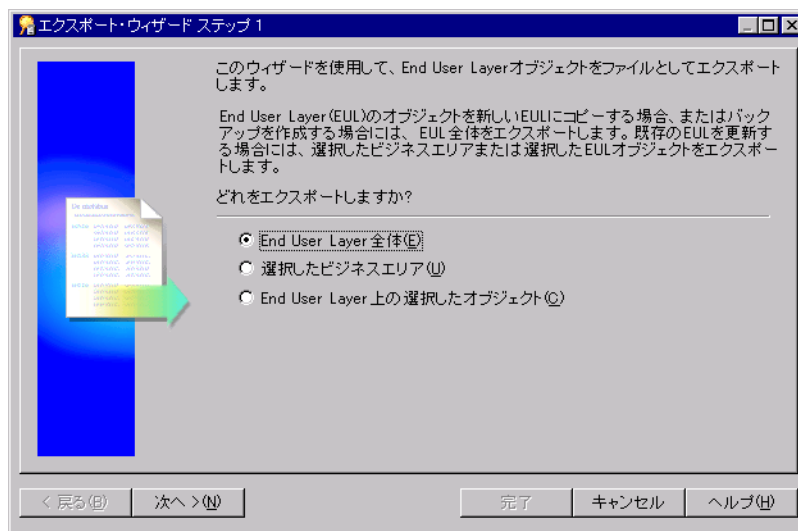 エクスポート・ウィザード ステップ 1
このウィザードを使用して、End User Layerオブジェクトをファイルとしてエクスポート
します。
End User Layer(EUL)のオブジェクトを新しいEULにコピーする場合、またはバック
アップを作成する場合には、EUL全体をエクスポートします。既存のEULを更新す
る場合には、選択したビジネスエリアまたは選択したEULオブジェクトをエクスポー
トします。
どれをエクスポートしますか?
End User Layer 全体(E)
選択したビジネスエリア(U)
End User Layer 上の選択したオブジェクト(C)
< 戻る(B)
次へ >(N)
完了
キャンセル
ヘルプ(H)